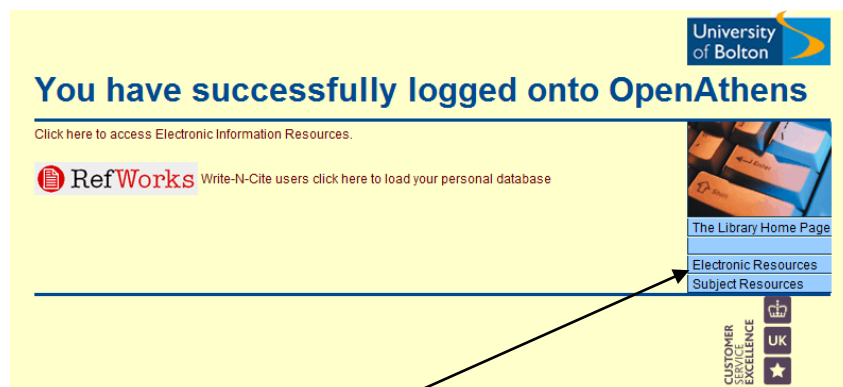 University
of Bolton
You have successfully logged onto OpenAthens
Click here to access Electronic Information Resources.
RefWorks Write-N-Cite users click here to load your personal database
Enter
Shift
The Library Home Page
Electronic Resources
Subject Resources
CUSTOMER
SERVICE
EXCELLENCE
UK